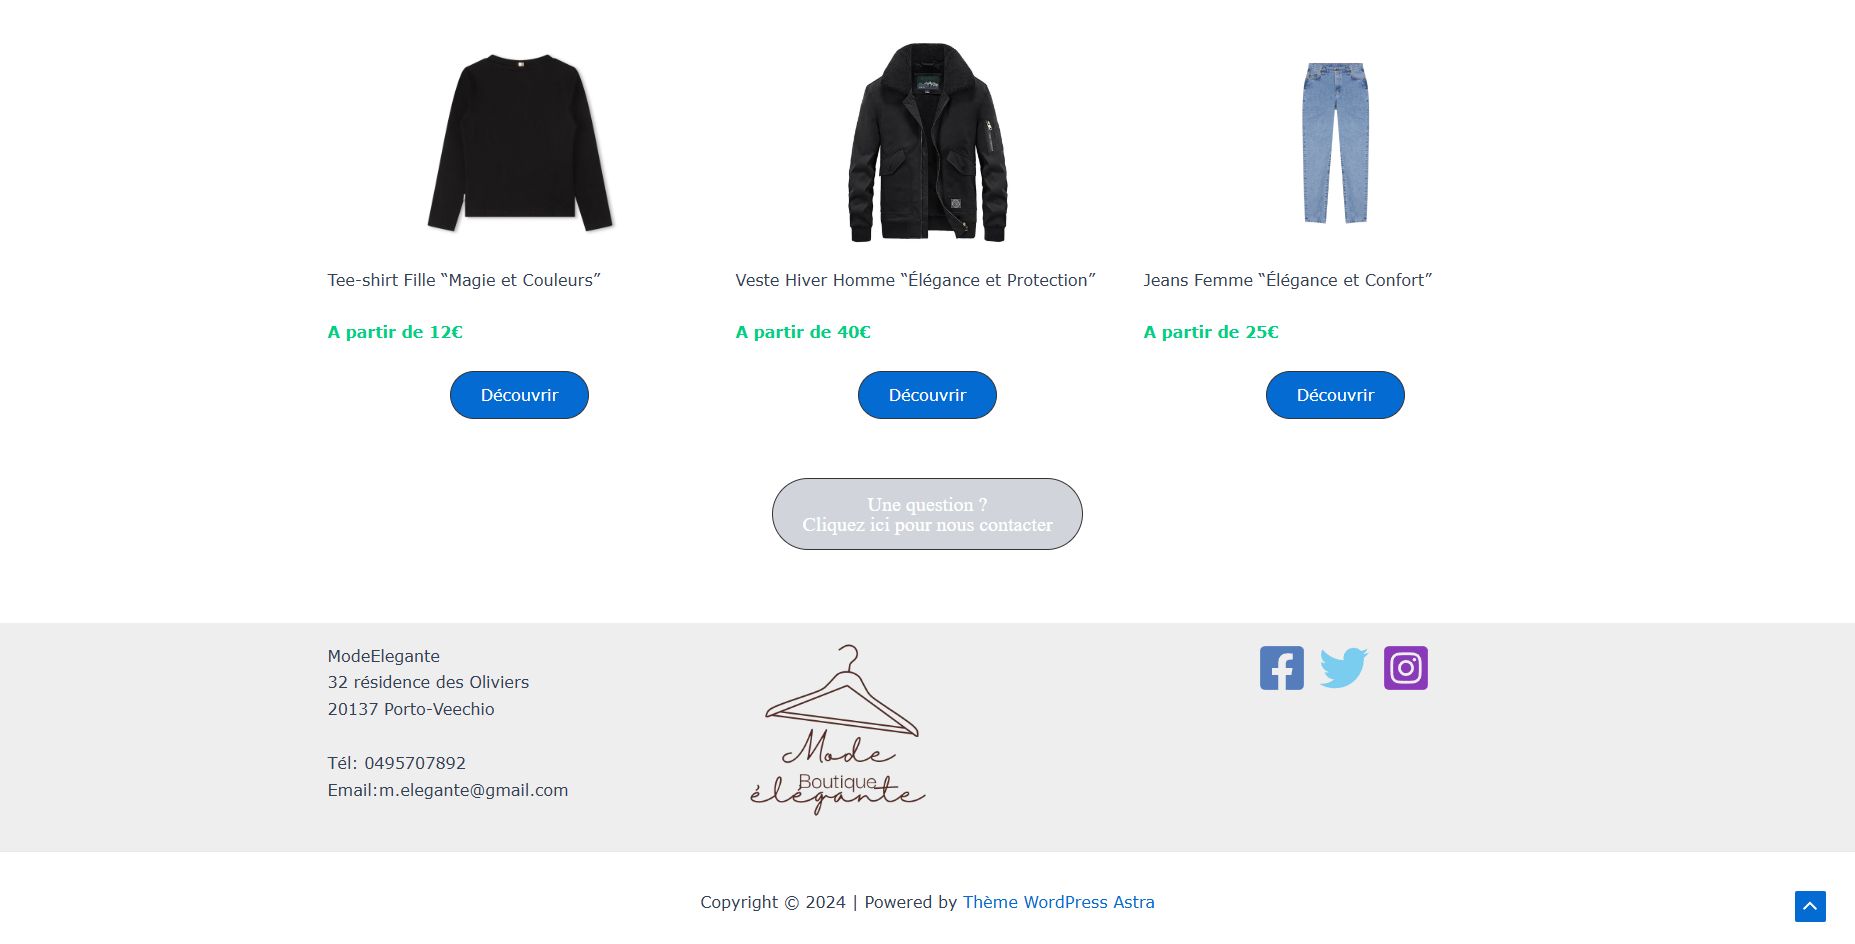 Tee-shirt Fille “Magie et Couleurs”
A partir de 12€
Découvrir
Veste Hiver Homme “Élégance et Protection”
A partir de 40€
Découvrir
Jeans Femme “Élégance et Confort”
A partir de 25€
Découvrir
Une question ?
Cliquez ici pour nous contacter
ModeElegante
32 résidence des Oliviers
20137 Porto-Veechio
Tél: 0495707892
Email:m.elegante@gmail.com
Mode
Boutique
élégante
Copyright © 2024 | Powered by Thème WordPress Astra